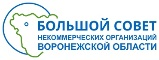 БОЛЬШОЙ СОВЕТ
НЕКОММЕРЧЕСКИХ ОРГАНИЗАЦИЙ
ВОРОНЕЖСКОЙ ОБЛАСТИ